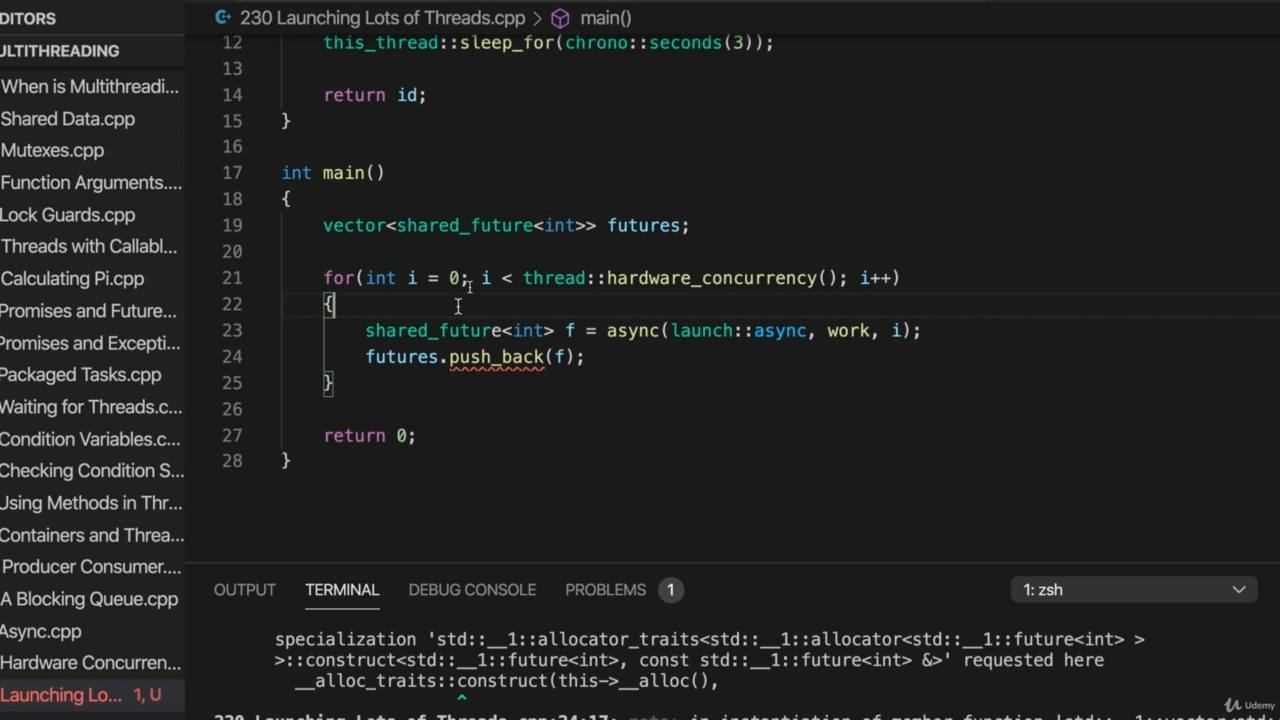 DITORS
230 Launching Lots of Threads.cpp > main()
ULTITHREADING
When is Multithreadi...
Shared Data.cpp
Mutexes.cpp
Function Arguments....
Lock Guards.cpp
Threads with Callabl...
Calculating Pi.cpp
Promises and Future...
Promises and Excepti...
Packaged Tasks.cpp
Waiting for Threads.c...
Condition Variables.c...
Checking Condition S...
Using Methods in Thr...
Containers and Threa...
Producer Consumer....
A Blocking Queue.cpp
Async.cpp
Hardware Concurren...
Launching Lo... 1, U
12 this_thread::sleep_for(chrono::seconds(3));
13
14 return id;
15 }
16
17 int main()
18 {
19 vector<shared_future<int>> futures;
20
21 for(int i = 0; i < thread::hardware_concurrency(); i++)
22 {
23 shared_future<int> f = async(launch::async, work, i);
24 futures.push_back(f);
25 }
26
27 return 0;
28 }
OUTPUT TERMINAL DEBUG CONSOLE PROBLEMS 1 1: zsh
specialization 'std::__1::allocator_traits<std::__1::allocator<std::__1::future<int> >
>::construct<std::__1::future<int>, const std::__1::future<int> &>' requested here
__alloc_traits::construct(this->__alloc(),
^
Udemy